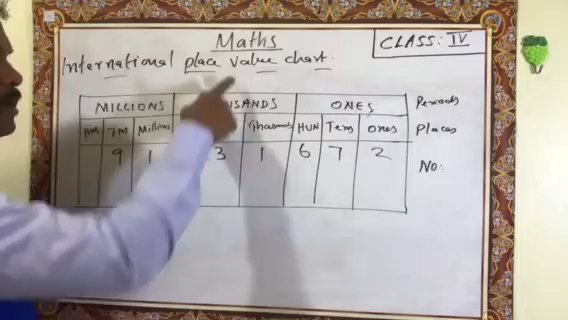 Maths
CLASS: IV
International place value chart.
MILLIONS USANDS ONES Periods
HM TM Millions Thousands HUN Tens Ones Places
9 1 3 1 6 7 2 No: